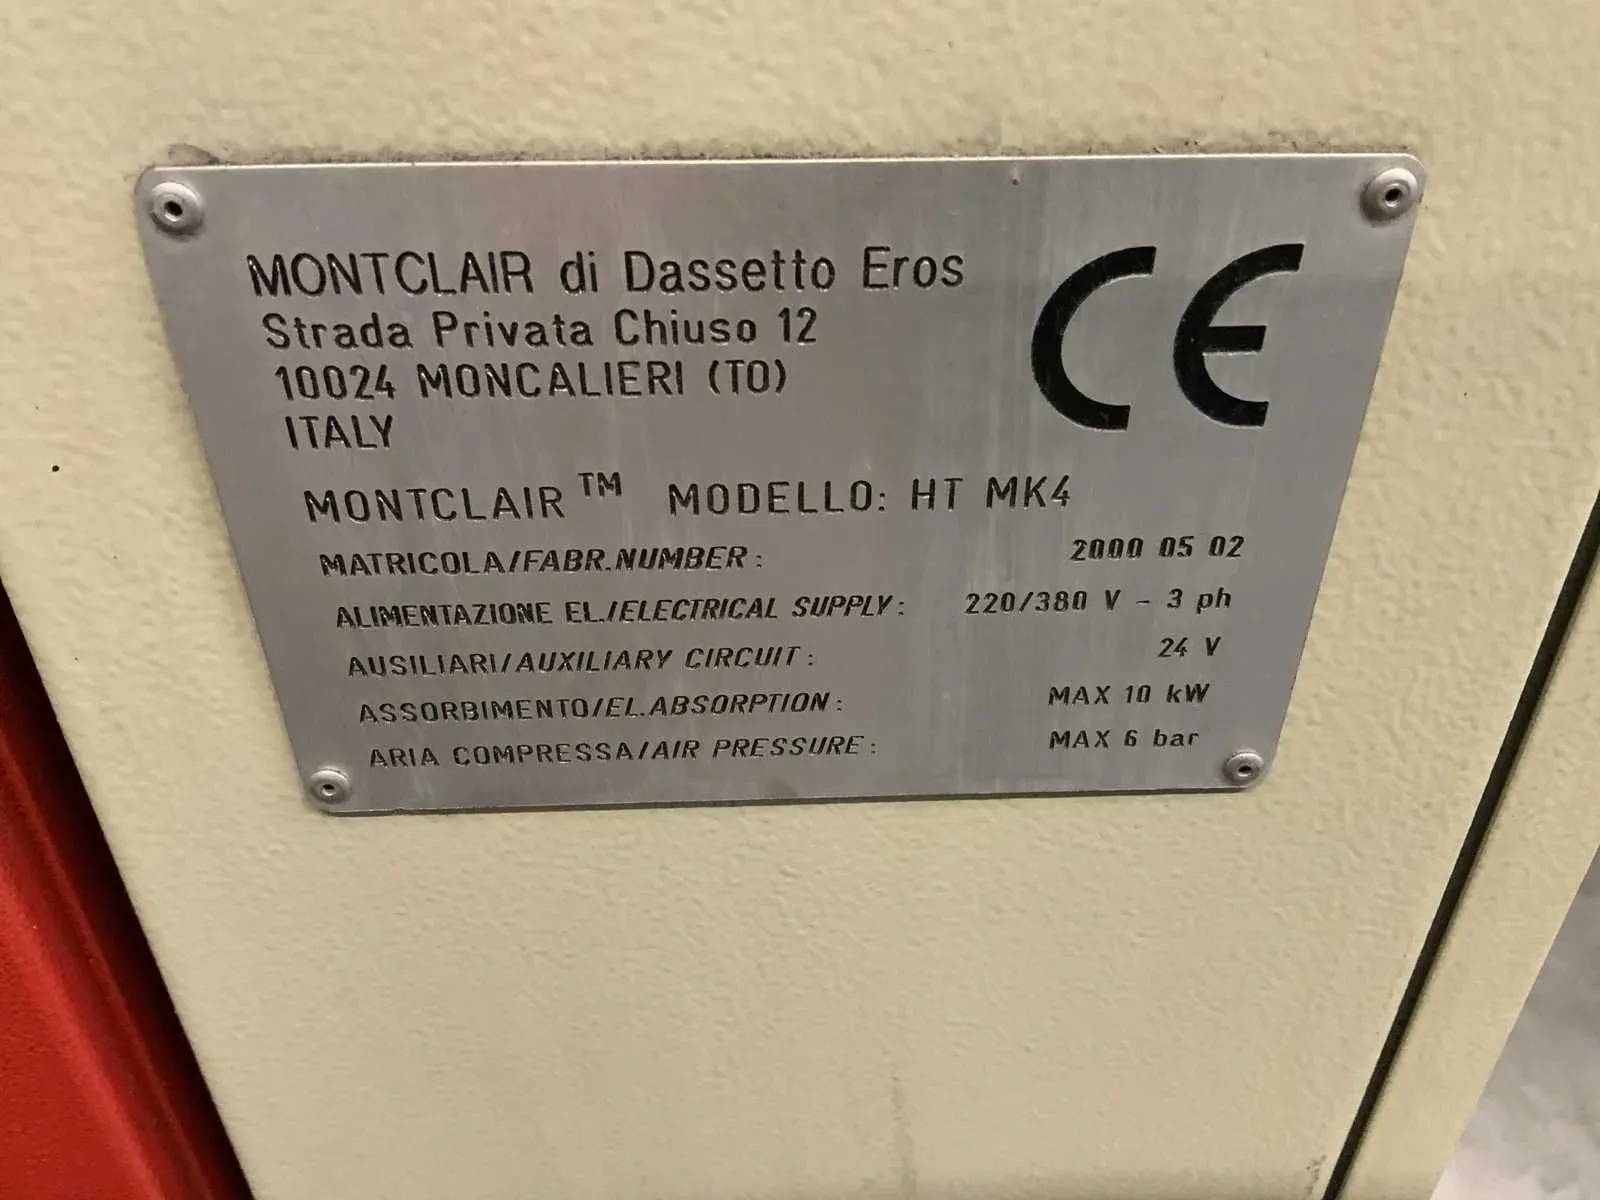 MONTCLAIR di Dassetto Eros
Strada Privata Chiuso 12
10024 MONCALIERI (TO)
ITALY
CE
MONTCLAIR™ MODELLO: HT MK4
MATRICOLA/FABR.NUMBER: 2000 05 02
ALIMENTAZIONE EL./ELECTRICAL SUPPLY: 220/380 V - 3 ph
AUSILIARI/AUXILIARY CIRCUIT: 24 V
ASSORBIMENTO/EL.ABSORPTION: MAX 10 kW
ARIA COMPRESSA/AIR PRESSURE: MAX 6 bar